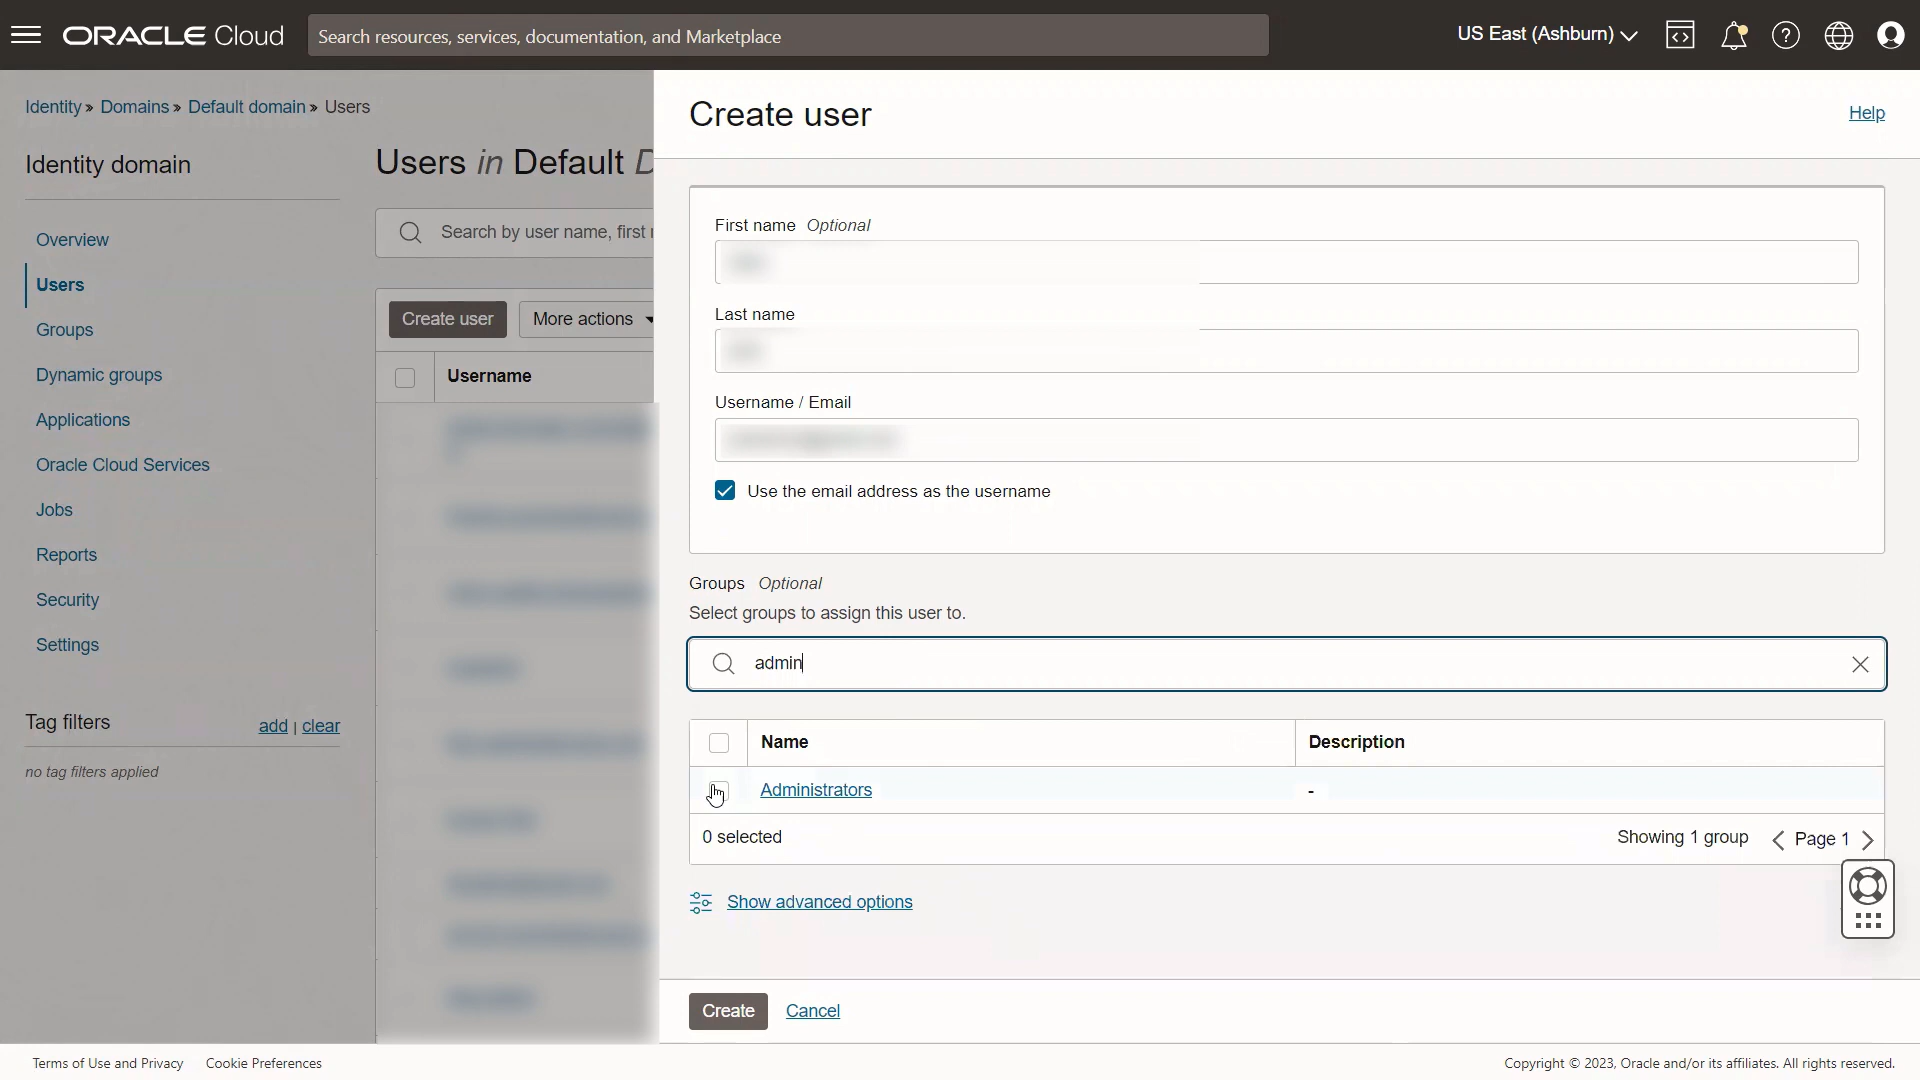 ORACLE Cloud
Search resources, services, documentation, and Marketplace
US East (Ashburn)
Identity » Domains » Default domain » Users
Identity domain
Overview
Users
Groups
Dynamic groups
Applications
Oracle Cloud Services
Jobs
Reports
Security
Settings
Tag filters
add | clear
no tag filters applied
Users in Default D
Search by user name, first
Create user
More actions
Username
Create user
Help
First name Optional
Last name
Username / Email
Use the email address as the username
Groups Optional
Select groups to assign this user to.
admin
Name
Description
Administrators
-
0 selected
Showing 1 group
Page 1
Show advanced options
Create
Cancel
Terms of Use and Privacy
Cookie Preferences
Copyright © 2023, Oracle and/or its affiliates. All rights reserved.